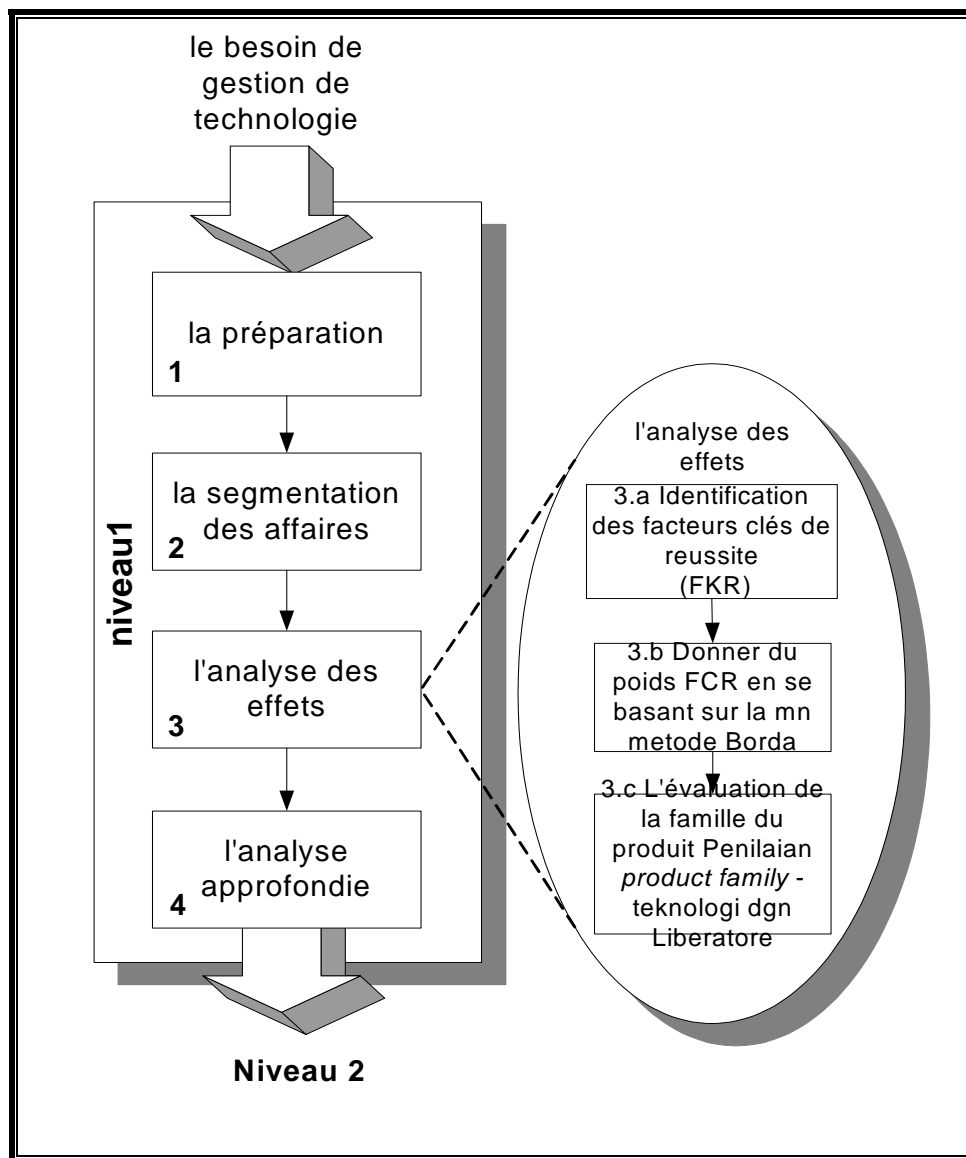 le besoin de
gestion de
technologie
la préparation
1
la segmentation
des affaires
2
niveau1
l'analyse des
effets
3
l'analyse
approfondie
4
Niveau 2
l'analyse des
effets
3.a Identification
des facteurs clés de
reussite
(FKR)
3.b Donner du
poids FCR en se
basant sur la mn
metode Borda
3.c L'évaluation de
la famille du
produit Penilaian
product family -
teknologi dgn
Liberatore